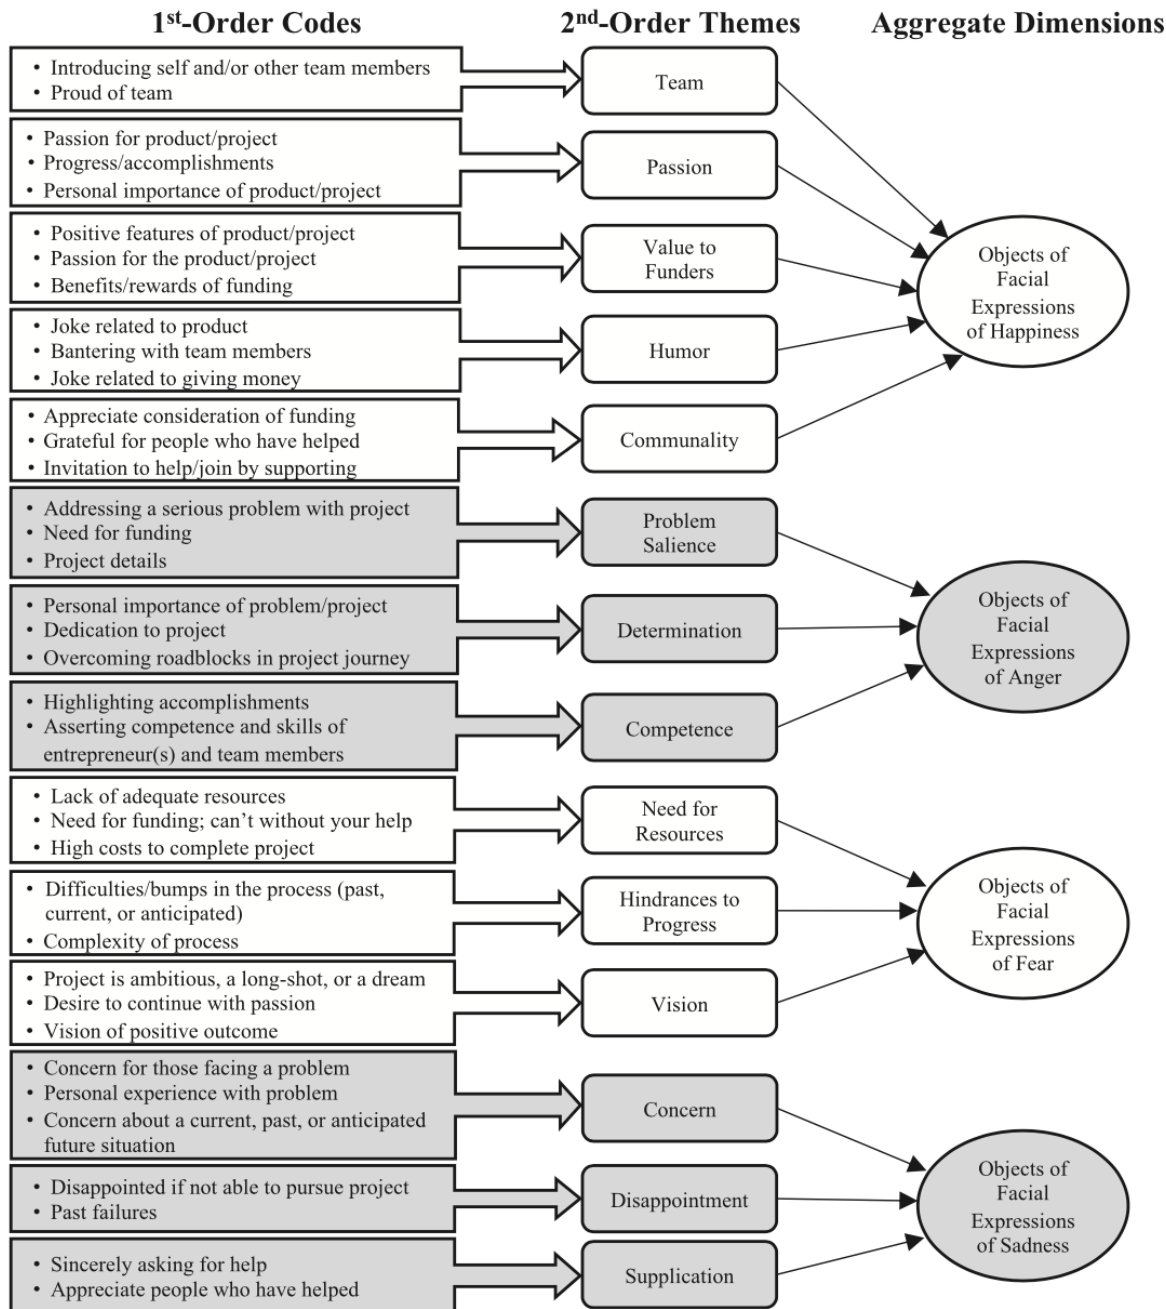 1st-Order Codes
2nd-Order Themes
Aggregate Dimensions
• Introducing self and/or other team members
• Proud of team
Team
• Passion for product/project
• Progress/accomplishments
• Personal importance of product/project
Passion
• Positive features of product/project
• Passion for the product/project
• Benefits/rewards of funding
Value to
Funders
• Joke related to product
• Bantering with team members
• Joke related to giving money
Humor
• Appreciate consideration of funding
• Grateful for people who have helped
• Invitation to help/join by supporting
Communality
Objects of
Facial
Expressions
of Happiness
• Addressing a serious problem with project
• Need for funding
• Project details
Problem
Salience
• Personal importance of problem/project
• Dedication to project
• Overcoming roadblocks in project journey
Determination
• Highlighting accomplishments
• Asserting competence and skills of
entrepreneur(s) and team members
Competence
Objects of
Facial
Expressions
of Anger
• Lack of adequate resources
• Need for funding; can’t without your help
• High costs to complete project
Need for
Resources
• Difficulties/bumps in the process (past,
current, or anticipated)
• Complexity of process
Hindrances to
Progress
• Project is ambitious, a long-shot, or a dream
• Desire to continue with passion
• Vision of positive outcome
Vision
Objects of
Facial
Expressions
of Fear
• Concern for those facing a problem
• Personal experience with problem
• Concern about a current, past, or anticipated
future situation
Concern
• Disappointed if not able to pursue project
• Past failures
Disappointment
• Sincerely asking for help
• Appreciate people who have helped
Supplication
Objects of
Facial
Expressions
of Sadness